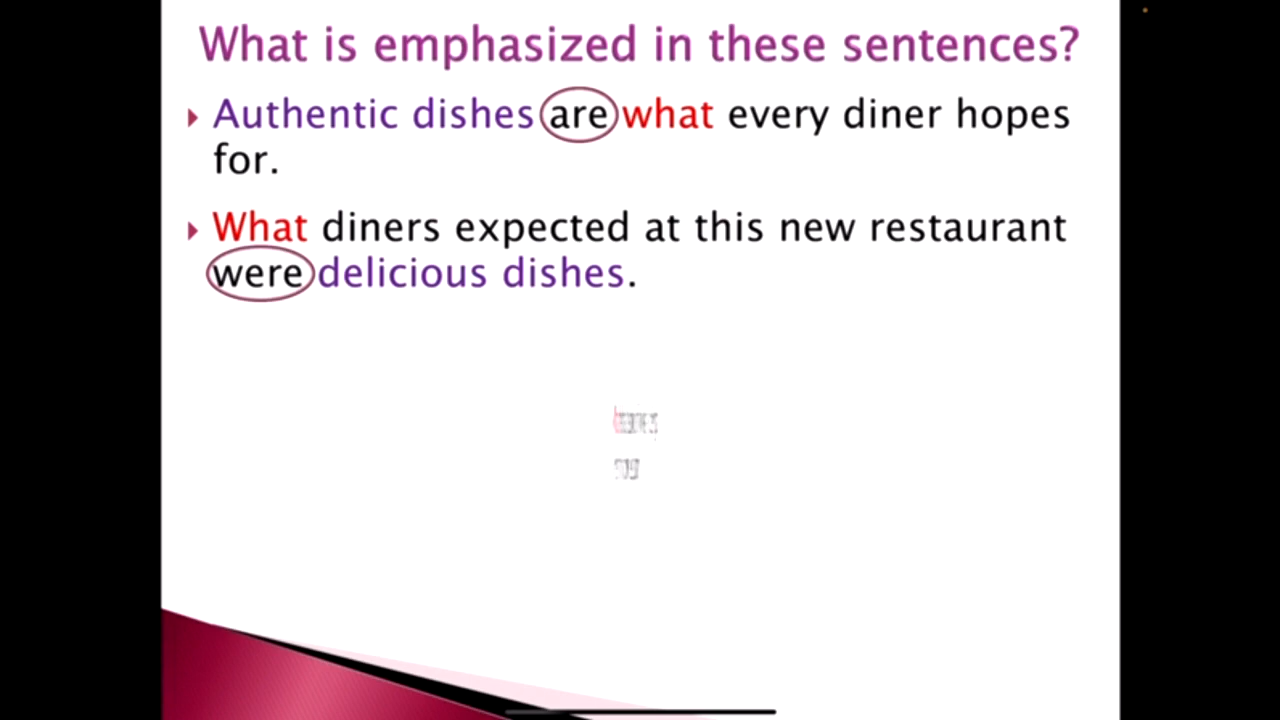 What is emphasized in these sentences?
Authentic dishes are what every diner hopes
for.
What diners expected at this new restaurant
were delicious dishes.